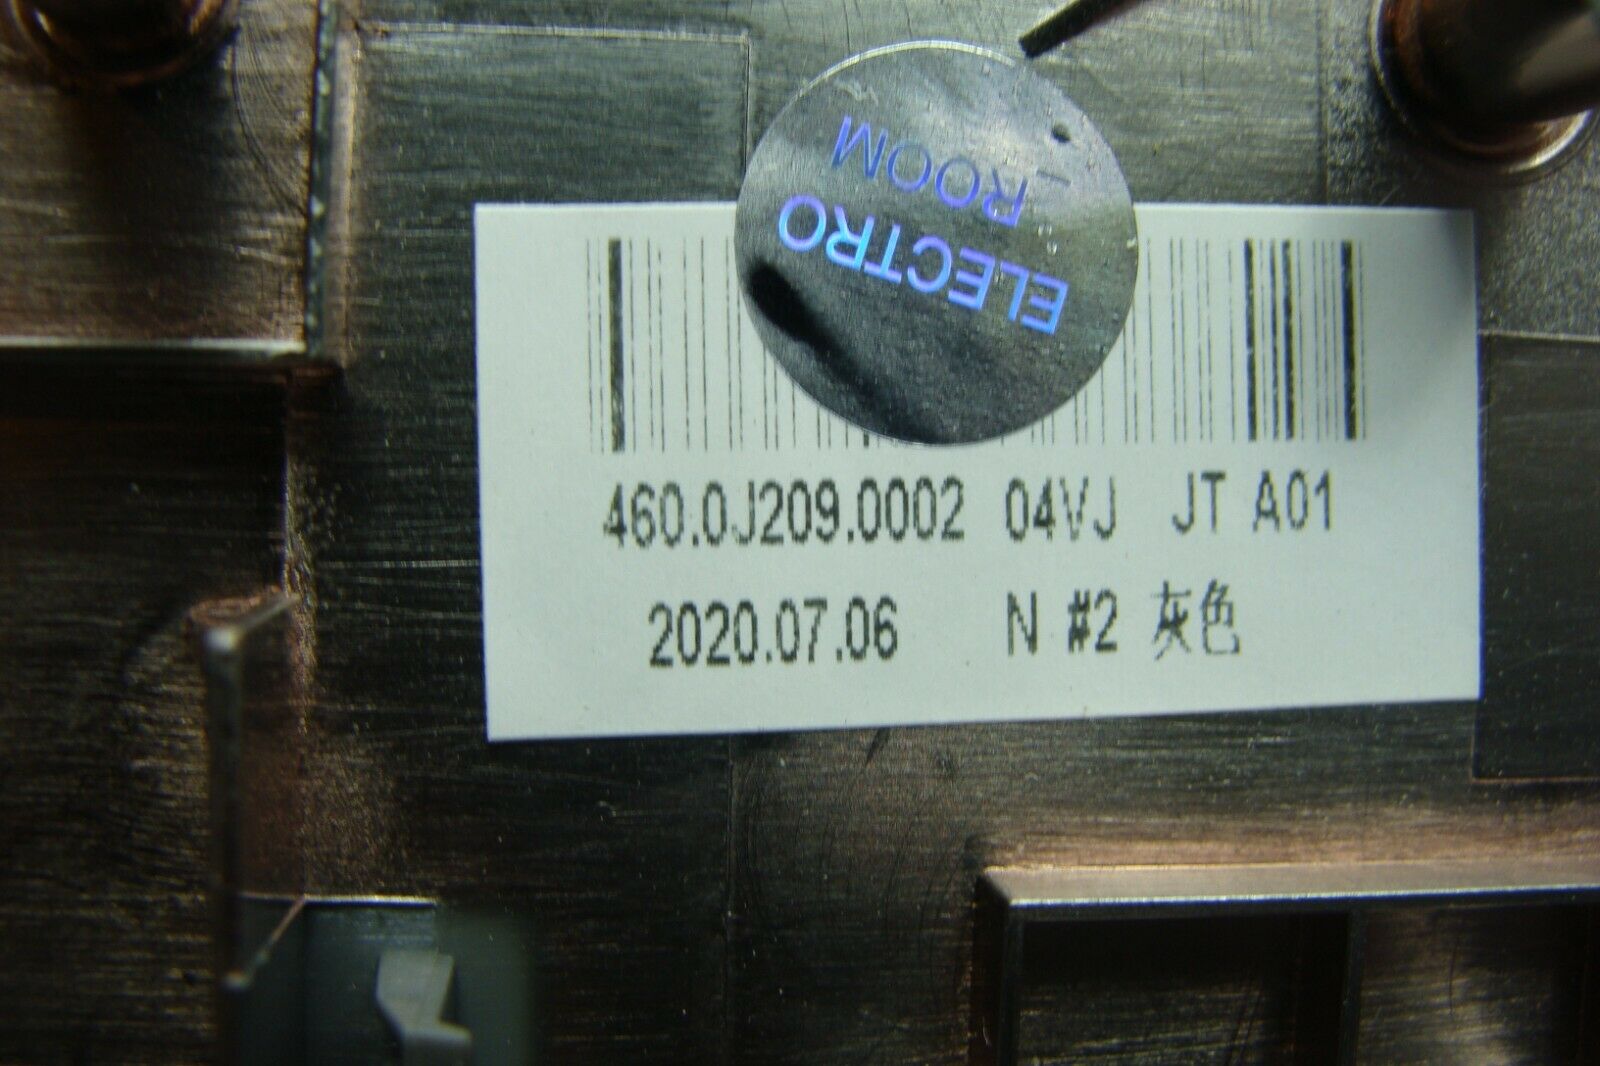 ELECTRO
ROOM
460.0J209.0002 04VJ JT A01
2020.07.06 N #2 灰色